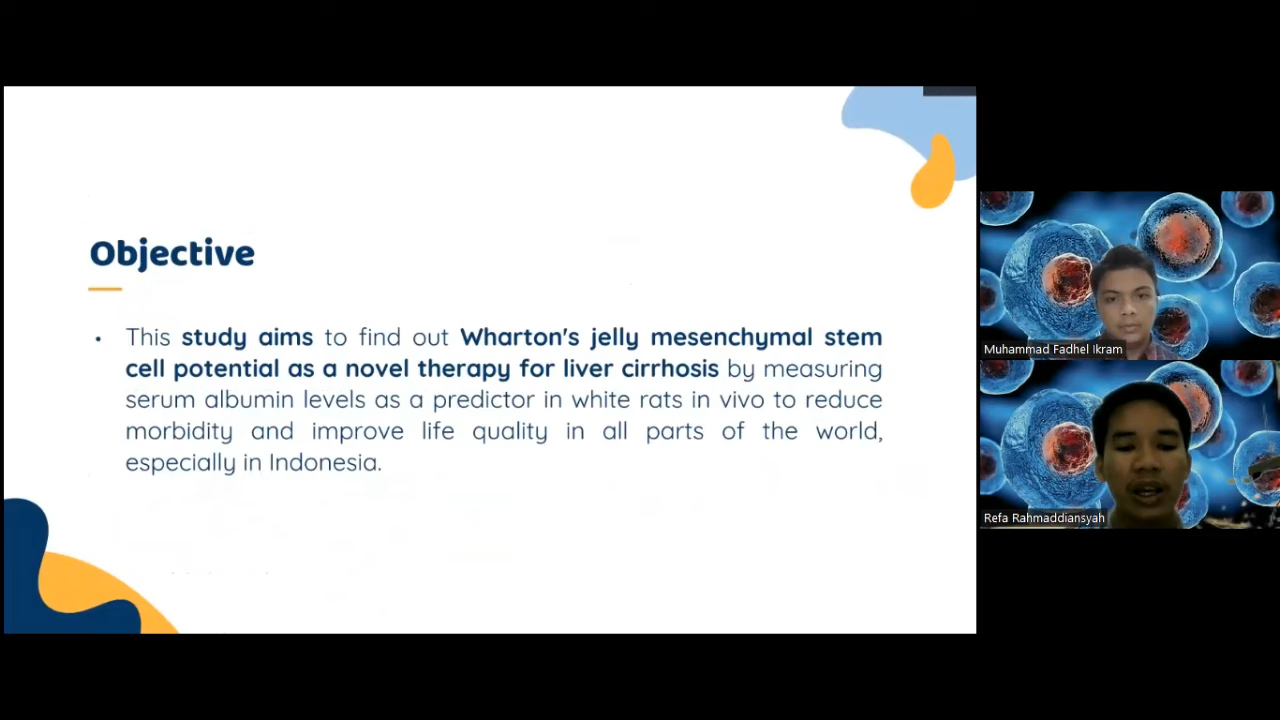 Objective
• This study aims to find out Wharton's jelly mesenchymal stem
cell potential as a novel therapy for liver cirrhosis by measuring
serum albumin levels as a predictor in white rats in vivo to reduce
morbidity and improve life quality in all parts of the world,
especially in Indonesia.
Muhammad Fadhel Ikram
Refa Rahmaddiansyah